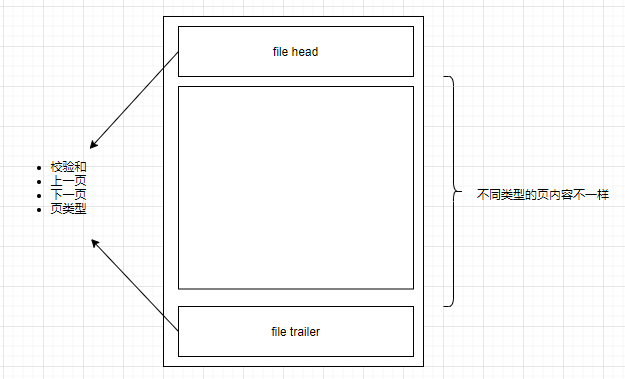 file head
校验和
上一页
下一页
页类型
不同类型的页内容不一样
file trailer